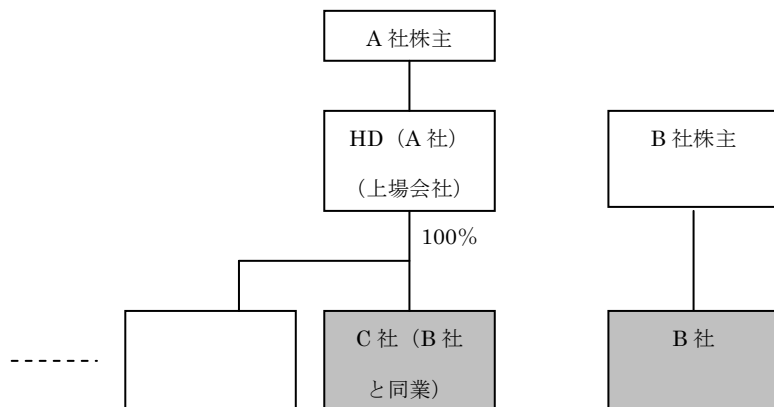 A 社株主
HD（A 社）
（上場会社）
B 社株主
100%
C 社（B 社
と同業）
B 社